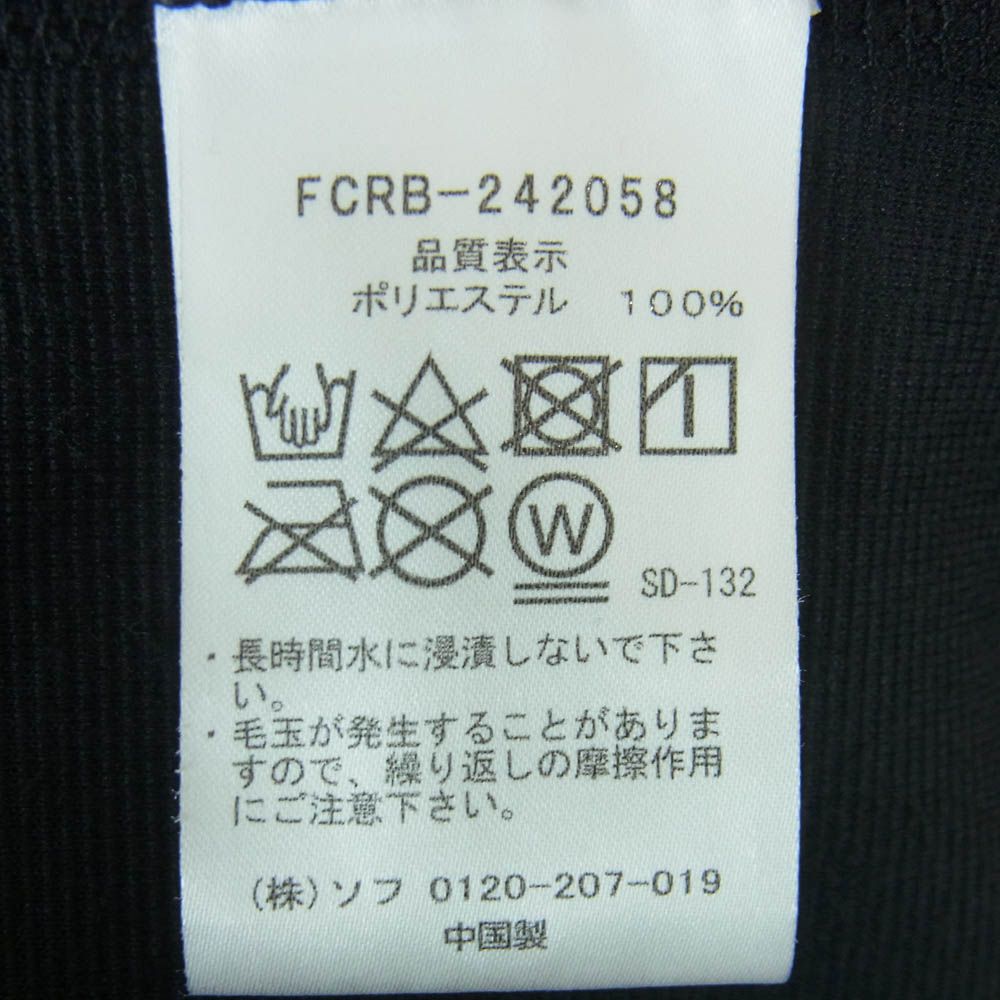 FCRB-242058
品質表示
ポリエステル 100%
W
SD-132
・長時間水に浸漬しないで下さ
い。
・毛玉が発生することがありま
すので、繰り返しの摩擦作用
にご注意下さい。
(株)ソフ 0120-207-019
中国製